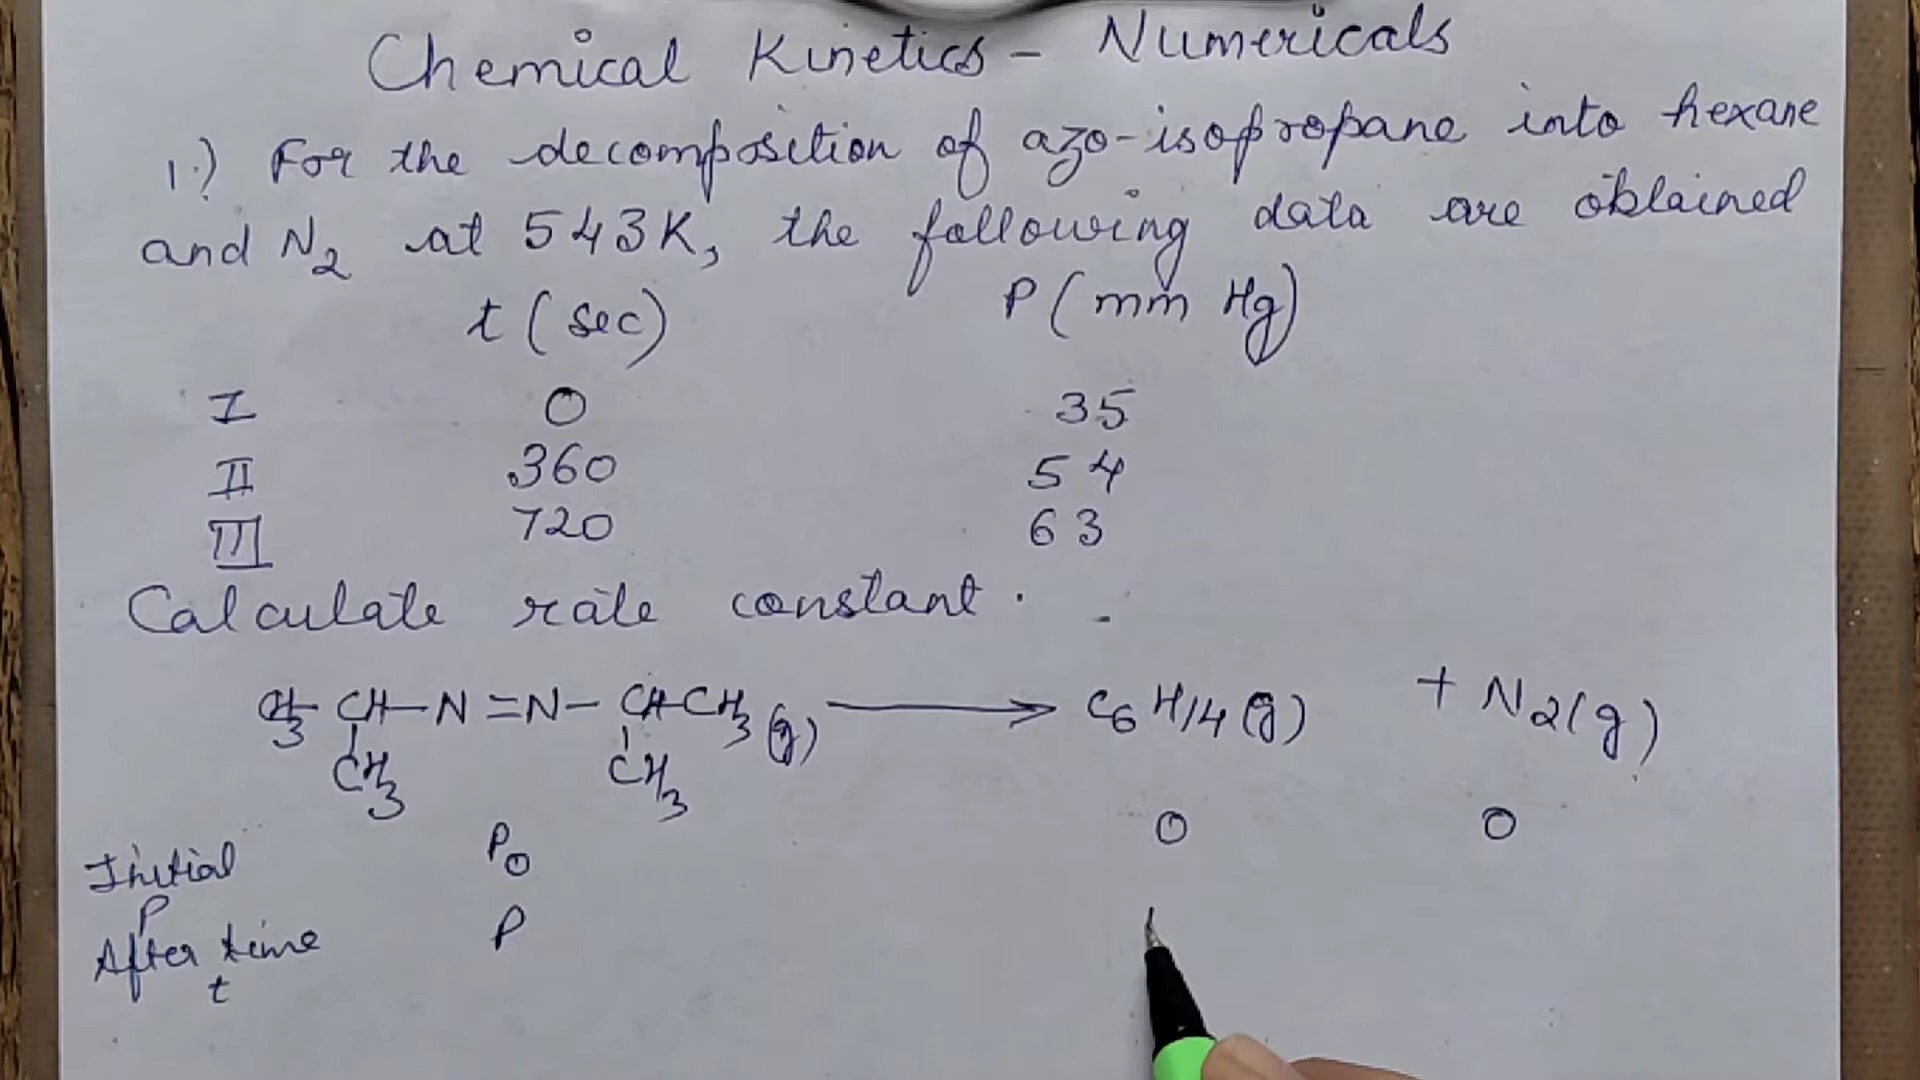 Chemical Kinetics - Numericals
1.) For the decomposition of azo-isopropane into hexane
and N2 at 543K, the following data are obtained
t (sec) P (mm Hg)
I 0 35
II 360 54
III 720 63
Calculate rate constant.
CH3-CH-N=N-CH-CH3(g) → C6H14(g) + N2(g)
CH3 CH3
Initial P P0 0 0
After time t P